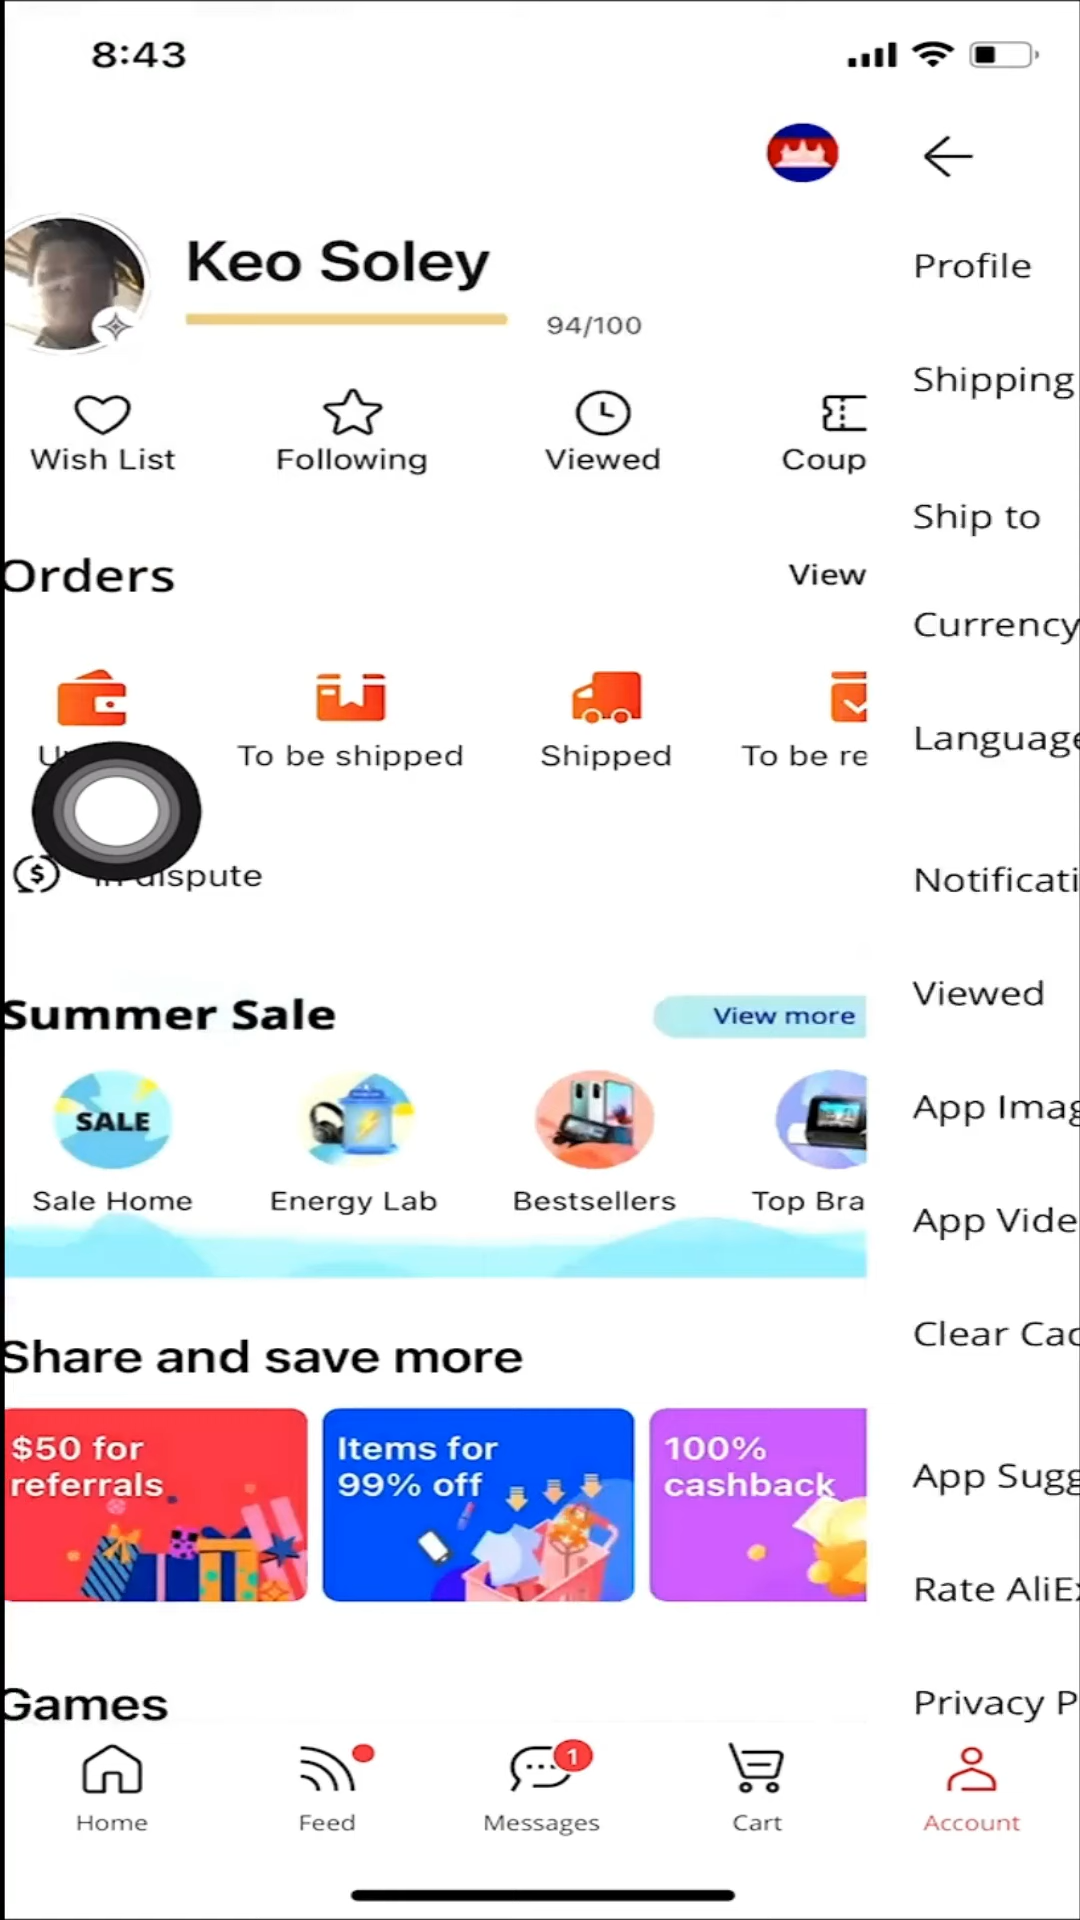 8:43
Keo Soley
94/100
Wish List
Following
Viewed
Coup
Orders
View
To be shipped
Shipped
To be re
dispute
Summer Sale
View more
SALE
Sale Home
Energy Lab
Bestsellers
Top Bra
Share and save more
$50 for
referrals
Items for
99% off
100%
cashback
Games
Home
Feed
1
Messages
Cart
Account
Profile
Shipping
Ship to
Currency
Language
Notificati
Viewed
App Imag
App Vide
Clear Cac
App Sugg
Rate AliEx
Privacy P